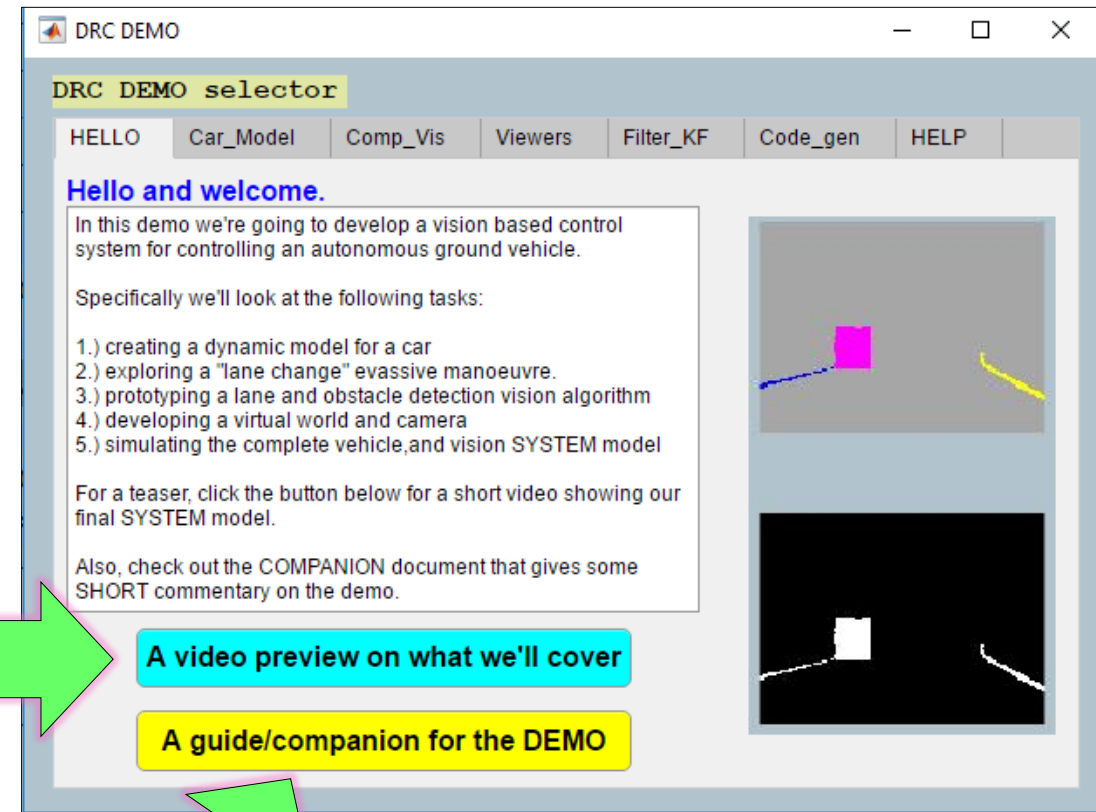 DRC DEMO
DRC DEMO selector
HELLO Car_Model Comp_Vis Viewers Filter_KF Code_gen HELP
Hello and welcome.
In this demo we're going to develop a vision based control
system for controlling an autonomous ground vehicle.
Specifically we'll look at the following tasks:
1.) creating a dynamic model for a car
2.) exploring a "lane change" evassive manoeuvre.
3.) prototyping a lane and obstacle detection vision algorithm
4.) developing a virtual world and camera
5.) simulating the complete vehicle,and vision SYSTEM model
For a teaser, click the button below for a short video showing our
final SYSTEM model.
Also, check out the COMPANION document that gives some
SHORT commentary on the demo.
A video preview on what we'll cover
A guide/companion for the DEMO